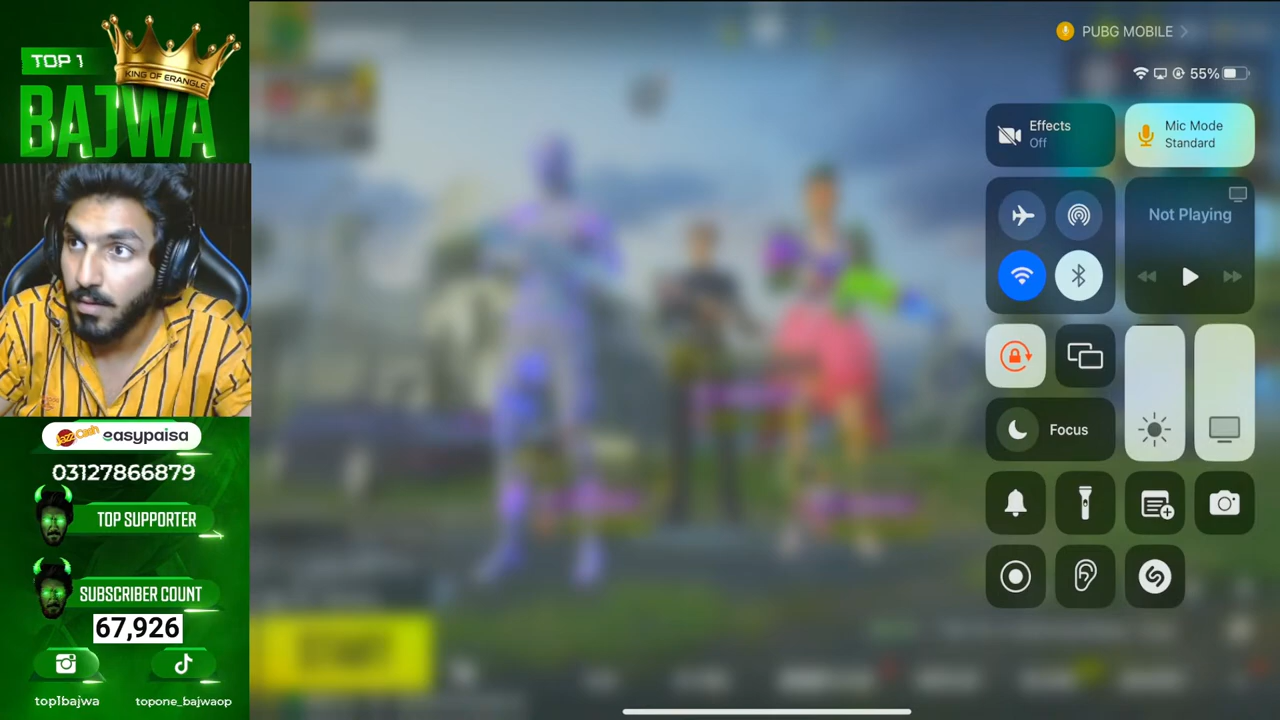 TOP 1
KING OF ERANGLE
BAJWA
JazzCash easypaisa
03127866879
TOP SUPPORTER
SUBSCRIBER COUNT
67,926
top1bajwa
topone_bajwaop
PUBG MOBILE
55%
Effects
Off
Mic Mode
Standard
Not Playing
Focus